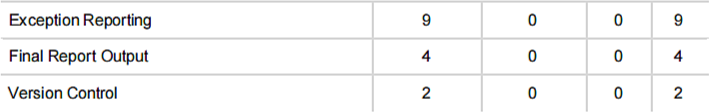 Exception Reporting 9 0 0 9
Final Report Output 4 0 0 4
Version Control 2 0 0 2